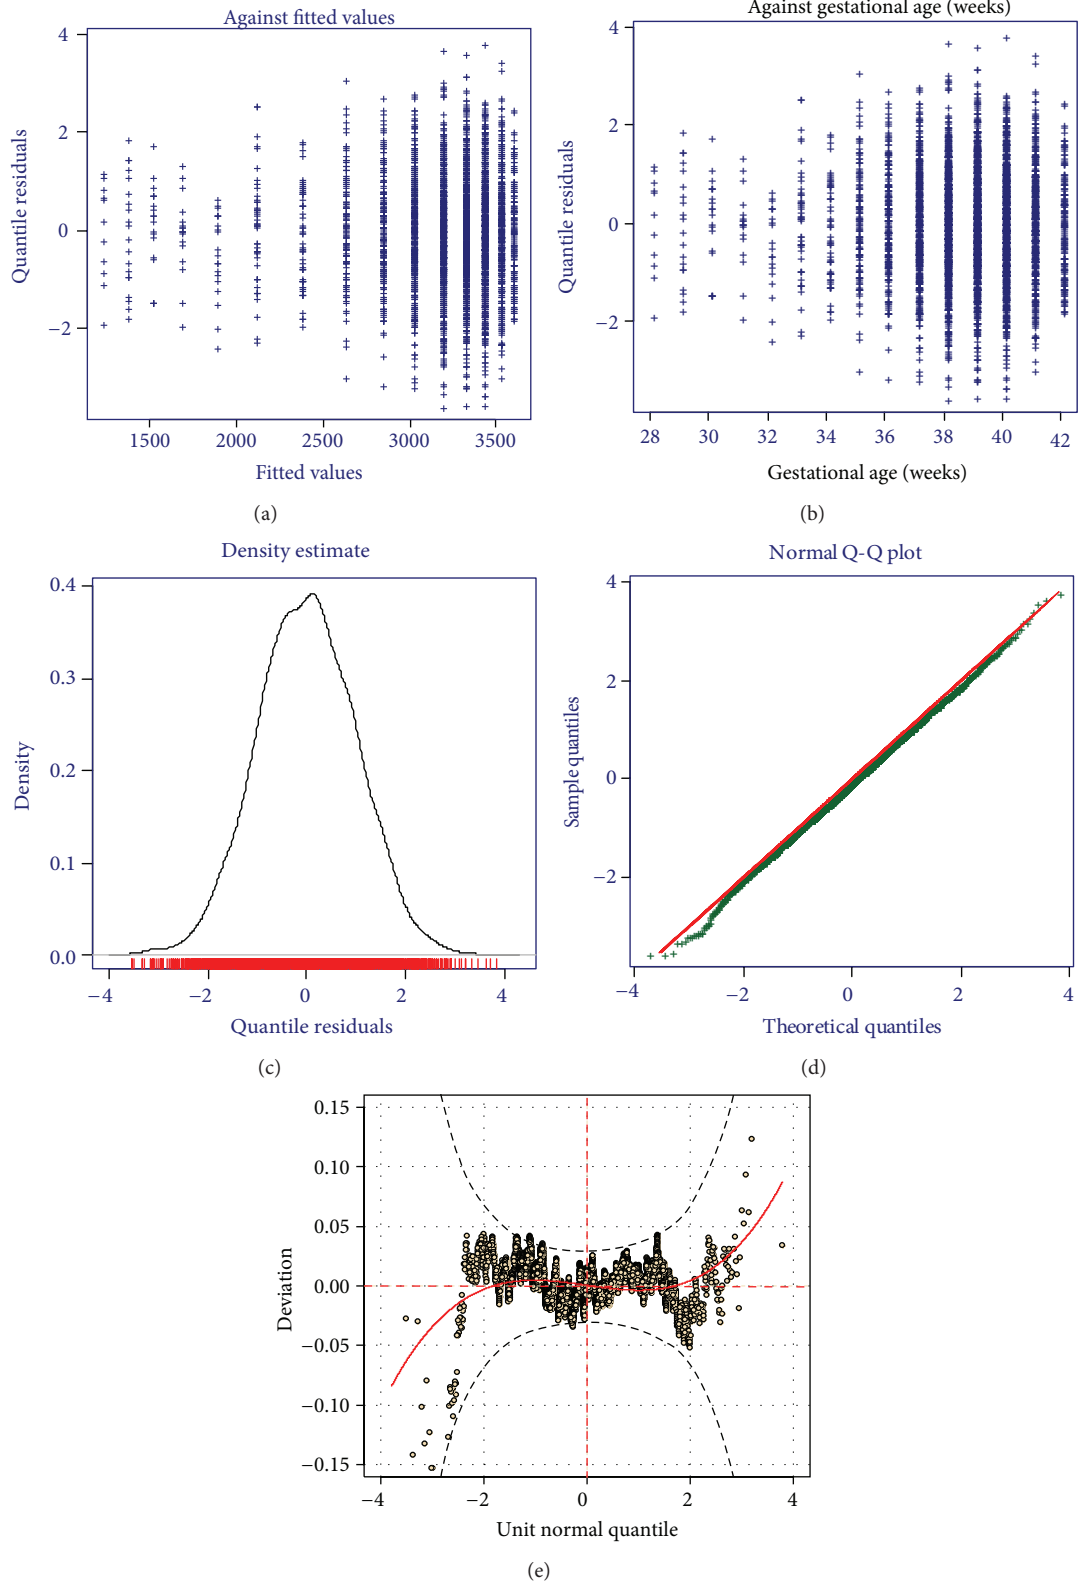 Against fitted values
Quantile residuals
4
2
0
−2
1500 2000 2500 3000 3500
Fitted values
(a)
Against gestational age (weeks)
Quantile residuals
4
2
0
−2
28 30 32 34 36 38 40 42
Gestational age (weeks)
(b)
Density estimate
Density
0.4
0.3
0.2
0.1
0.0
−4 −2 0 2 4
Quantile residuals
(c)
Normal Q-Q plot
Sample quantiles
4
2
0
−2
−4 −2 0 2 4
Theoretical quantiles
(d)
Deviation
0.15
0.10
0.05
0.00
−0.05
−0.10
−0.15
−4 −2 0 2 4
Unit normal quantile
(e)